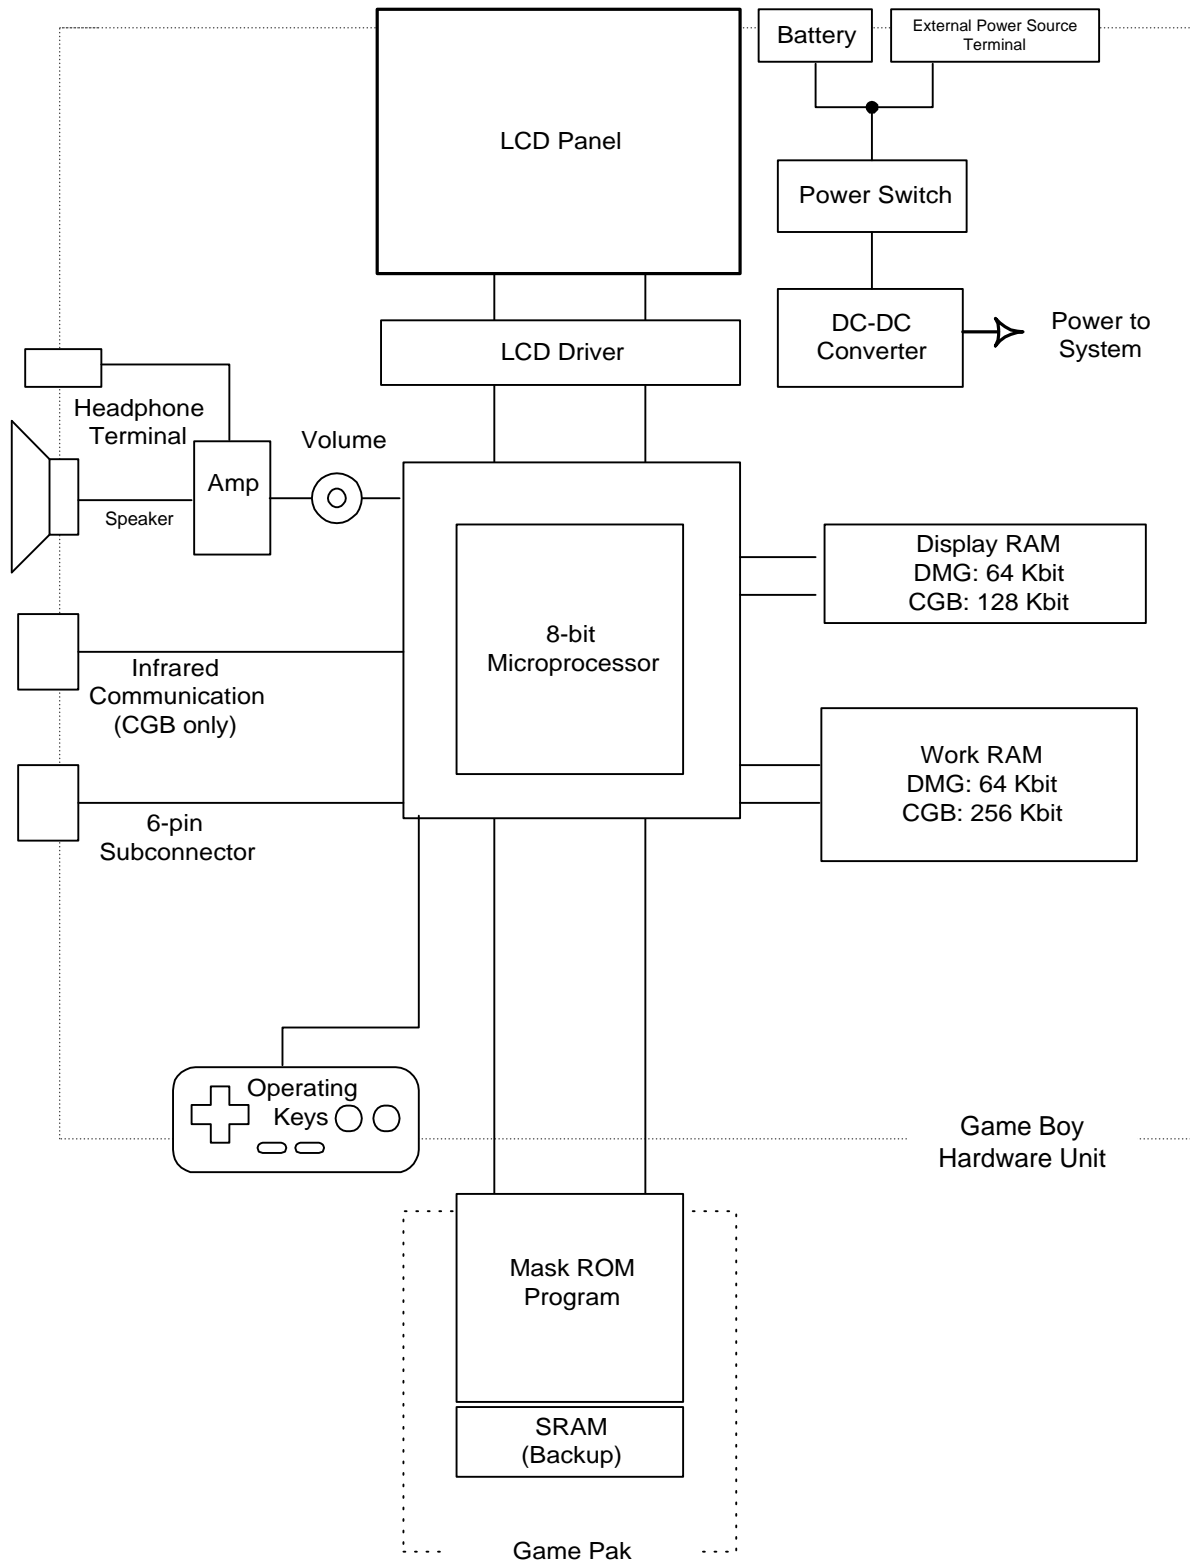 Battery
External Power Source
Terminal
LCD Panel
Power Switch
DC-DC
Converter
Power to
System
LCD Driver
Headphone
Terminal
Volume
Amp
Speaker
Display RAM
DMG: 64 Kbit
CGB: 128 Kbit
8-bit
Microprocessor
Infrared
Communication
(CGB only)
Work RAM
DMG: 64 Kbit
CGB: 256 Kbit
6-pin
Subconnector
Operating
Keys
Game Boy
Hardware Unit
Mask ROM
Program
SRAM
(Backup)
Game Pak